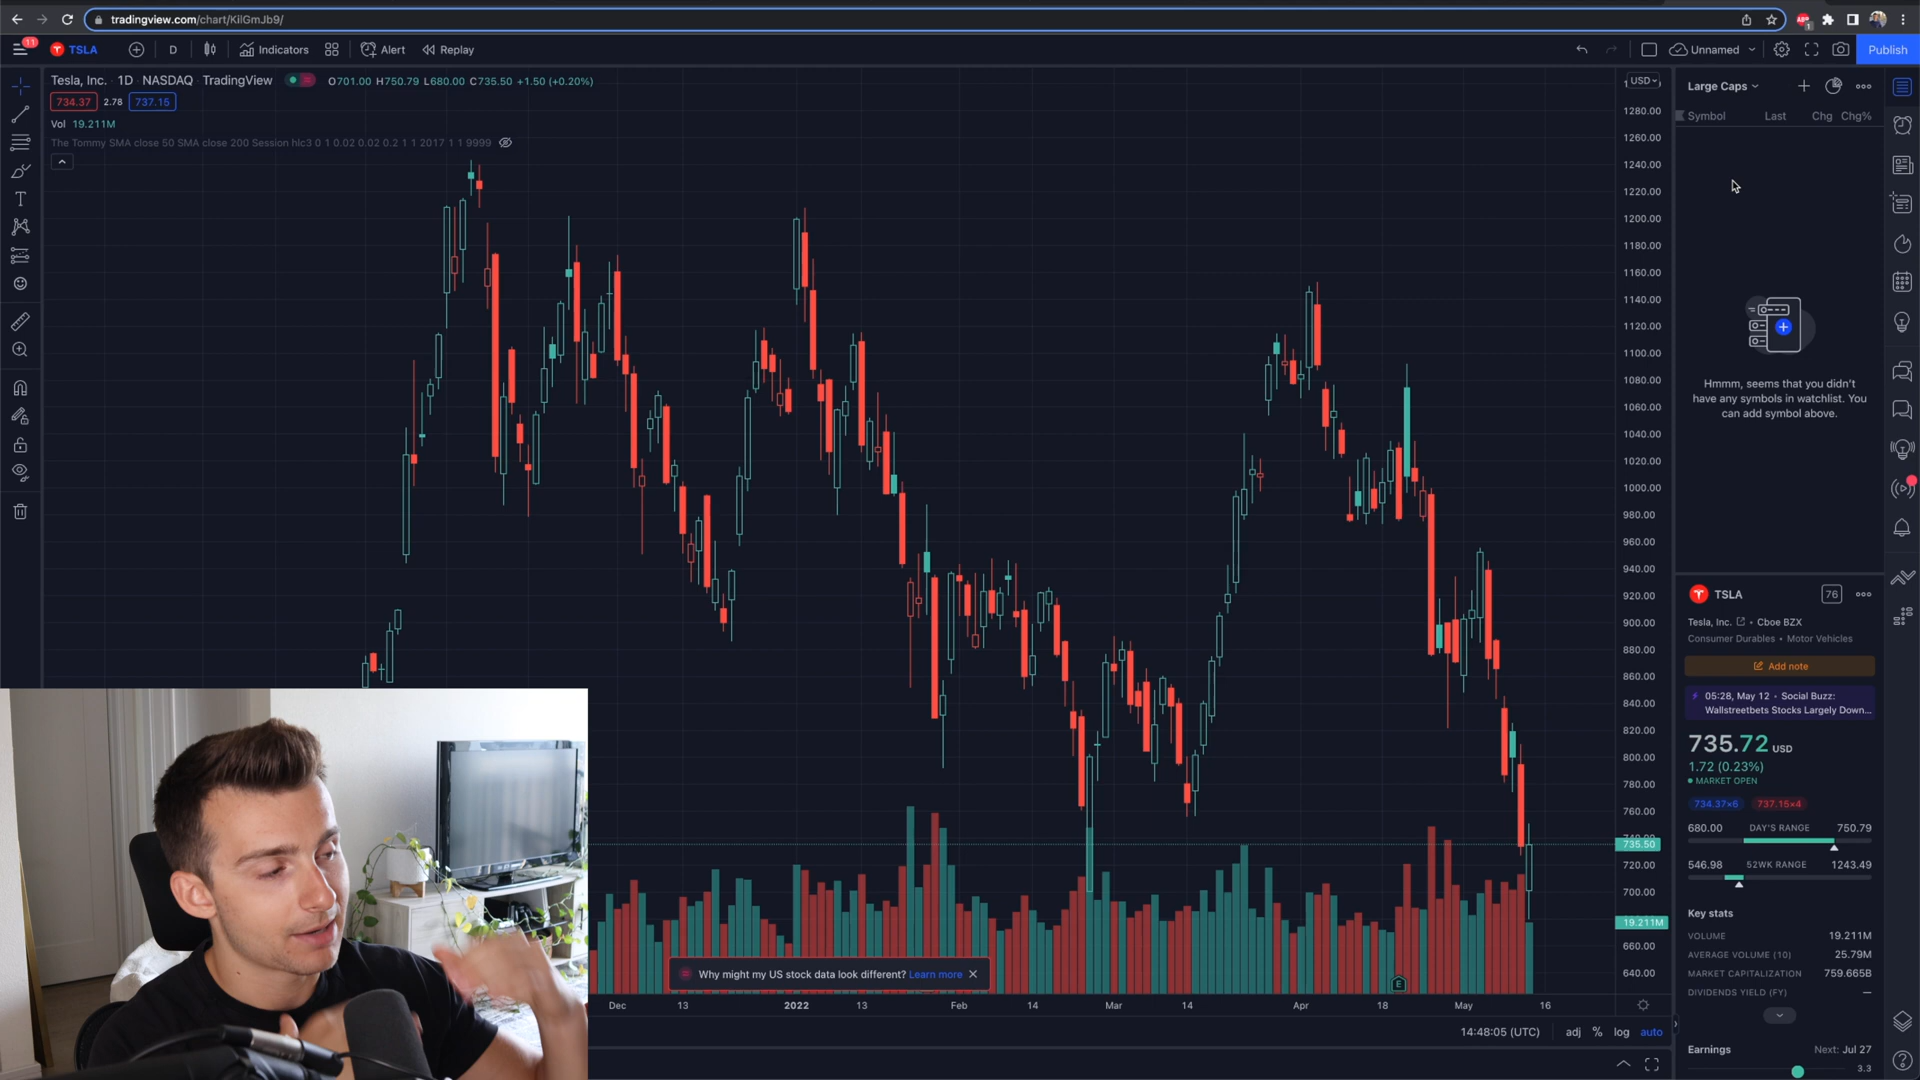 tradingview.com/chart/KilGmJb9/
11
TSLA
D
Indicators
Alert
Replay
Unnamed
Publish
Tesla, Inc. · 1D · NASDAQ · TradingView
O701.00 H750.79 L680.00 C735.50 +1.50 (+0.20%)
734.37 2.78 737.15
Vol 19.211M
The Tommy SMA close 50 SMA close 200 Session hlc3 0 1 0.02 0.02 0.2 1 1 2017 1 1 9999
USD
1280.00
1260.00
1240.00
1220.00
1200.00
1180.00
1160.00
1140.00
1120.00
1100.00
1080.00
1060.00
1040.00
1020.00
1000.00
980.00
960.00
940.00
920.00
900.00
880.00
860.00
840.00
820.00
800.00
780.00
760.00
735.50
720.00
700.00
19.211M
660.00
640.00
Why might my US stock data look different? Learn more
E
Dec 13 2022 13 Feb 14 Mar 14 Apr 18 May 16
14:48:05 (UTC) adj % log auto
Large Caps
Symbol Last Chg Chg%
Hmmm, seems that you didn't
have any symbols in watchlist. You
can add symbol above.
TSLA 76
Tesla, Inc. • Cboe BZX
Consumer Durables • Motor Vehicles
Add note
05:28, May 12 • Social Buzz:
Wallstreetbets Stocks Largely Down...
735.72 USD
1.72 (0.23%)
MARKET OPEN
734.37×6 737.15×4
680.00 DAY'S RANGE 750.79
546.98 52WK RANGE 1243.49
Key stats
VOLUME 19.211M
AVERAGE VOLUME (10) 25.79M
MARKET CAPITALIZATION 759.665B
DIVIDENDS YIELD (FY) —
Earnings Next: Jul 27
3.3